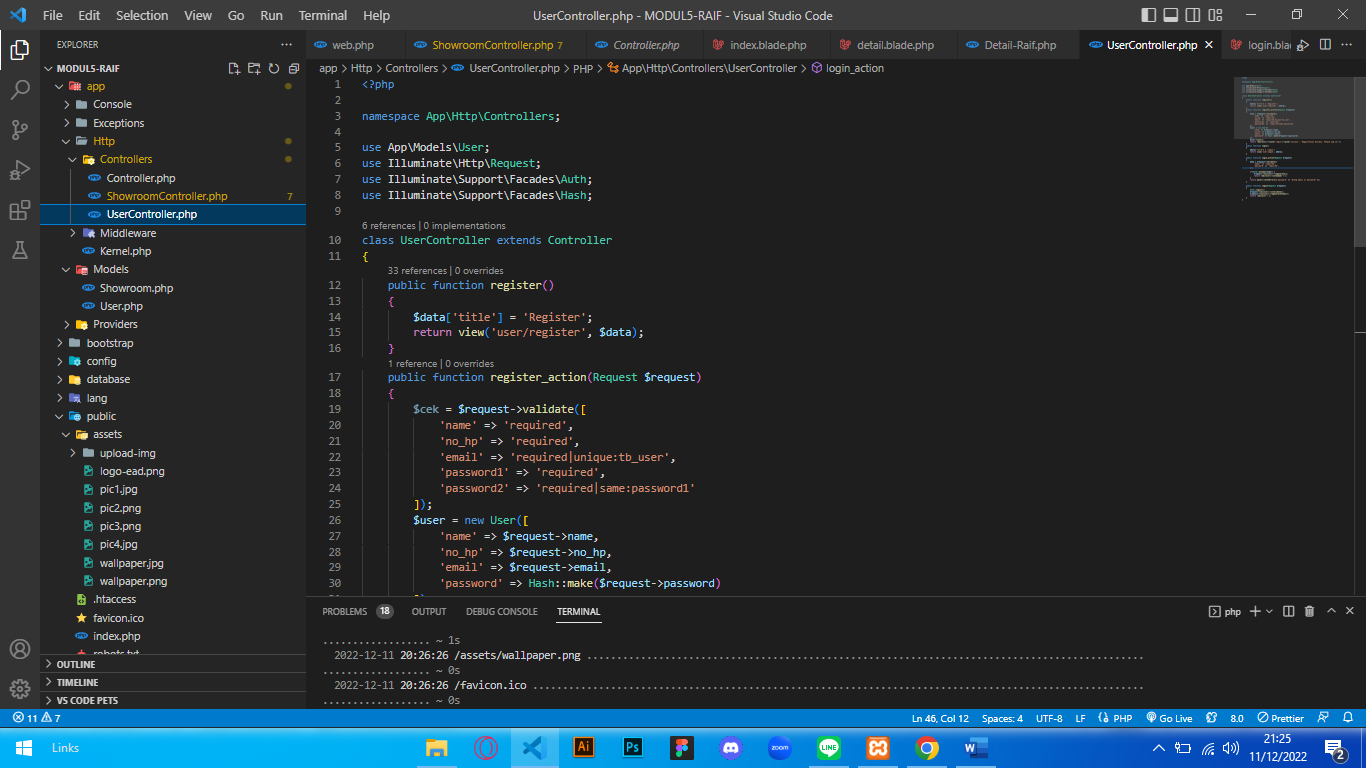 File Edit Selection View Go Run Terminal Help UserController.php - MODUL5-RAIF - Visual Studio Code
EXPLORER
MODUL5-RAIF
app
Console
Exceptions
Http
Controllers
Controller.php
ShowroomController.php 7
UserController.php
Middleware
Kernel.php
Models
Showroom.php
User.php
Providers
bootstrap
config
database
lang
public
assets
upload-img
logo-ead.png
pic1.jpg
pic2.png
pic3.png
pic4.jpg
wallpaper.jpg
wallpaper.png
.htaccess
favicon.ico
index.php
robots.txt
OUTLINE
TIMELINE
VS CODE PETS
web.php ShowroomController.php 7 Controller.php index.blade.php detail.blade.php Detail-Raif.php UserController.php login.bla
app > Http > Controllers > UserController.php > PHP > App\Http\Controllers\UserController > login_action
1 <?php
2
3 namespace App\Http\Controllers;
4
5 use App\Models\User;
6 use Illuminate\Http\Request;
7 use Illuminate\Support\Facades\Auth;
8 use Illuminate\Support\Facades\Hash;
9
6 references | 0 implementations
10 class UserController extends Controller
11 {
33 references | 0 overrides
12 public function register()
13 {
14 $data['title'] = 'Register';
15 return view('user/register', $data);
16 }
1 reference | 0 overrides
17 public function register_action(Request $request)
18 {
19 $cek = $request->validate([
20 'name' => 'required',
21 'no_hp' => 'required',
22 'email' => 'required|unique:tb_user',
23 'password1' => 'required',
24 'password2' => 'required|same:password1'
25 ]);
26 $user = new User([
27 'name' => $request->name,
28 'no_hp' => $request->no_hp,
29 'email' => $request->email,
30 'password' => Hash::make($request->password)
PROBLEMS 18 OUTPUT DEBUG CONSOLE TERMINAL php
.................. ~ 1s
2022-12-11 20:26:26 /assets/wallpaper.png ..............................................................................................
.................. ~ 0s
2022-12-11 20:26:26 /favicon.ico .......................................................................................................
.................. ~ 0s
11 7 Ln 46, Col 12 Spaces: 4 UTF-8 LF PHP Go Live 8.0 Prettier
Links Ai Ps zoom LINE W 21:25
11/12/2022 2